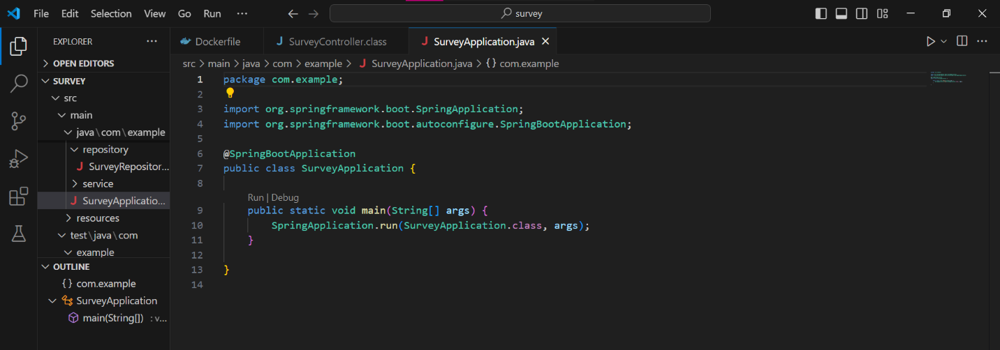 File Edit Selection View Go Run ···
survey
EXPLORER ···
OPEN EDITORS
SURVEY
src
main
java\com\example
repository
SurveyRepositor...
service
SurveyApplicatio...
resources
test\java\com
example
OUTLINE
{} com.example
SurveyApplication
main(String[]) : v...
Dockerfile
J SurveyController.class
J SurveyApplication.java
src > main > java > com > example > J SurveyApplication.java > {} com.example
1 package com.example;
2
3 import org.springframework.boot.SpringApplication;
4 import org.springframework.boot.autoconfigure.SpringBootApplication;
5
6 @SpringBootApplication
7 public class SurveyApplication {
8
Run | Debug
9 public static void main(String[] args) {
10 SpringApplication.run(SurveyApplication.class, args);
11 }
12
13 }
14